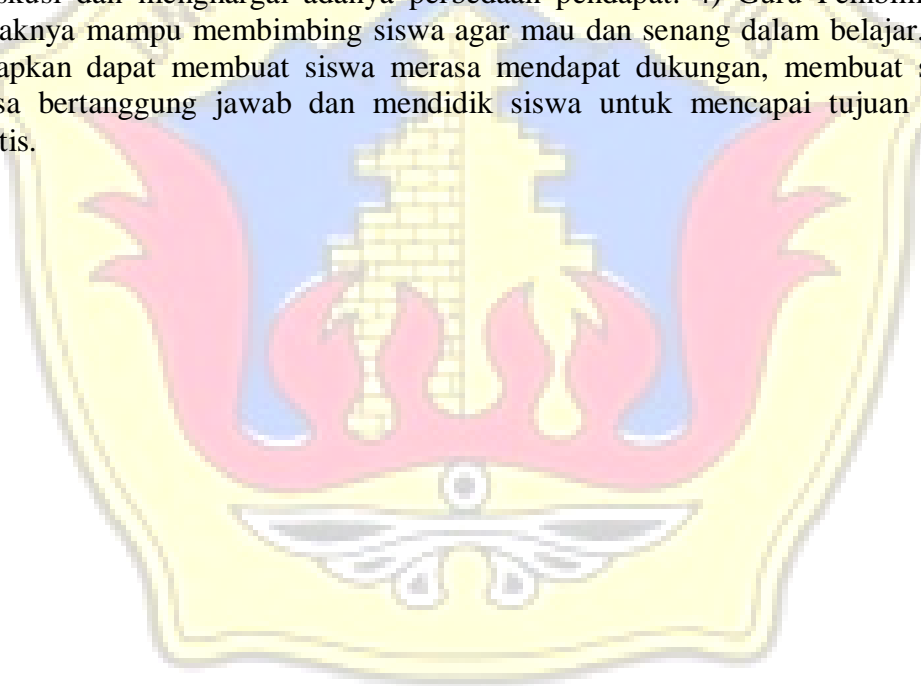 skusi dan menghargai adanya perbedaan pendapat. 4) Guru Pembim
aknya mampu membimbing siswa agar mau dan senang dalam belajar.
apkan dapat membuat siswa merasa mendapat dukungan, membuat s
sa bertanggung jawab dan mendidik siswa untuk mencapai tujuan
tis.